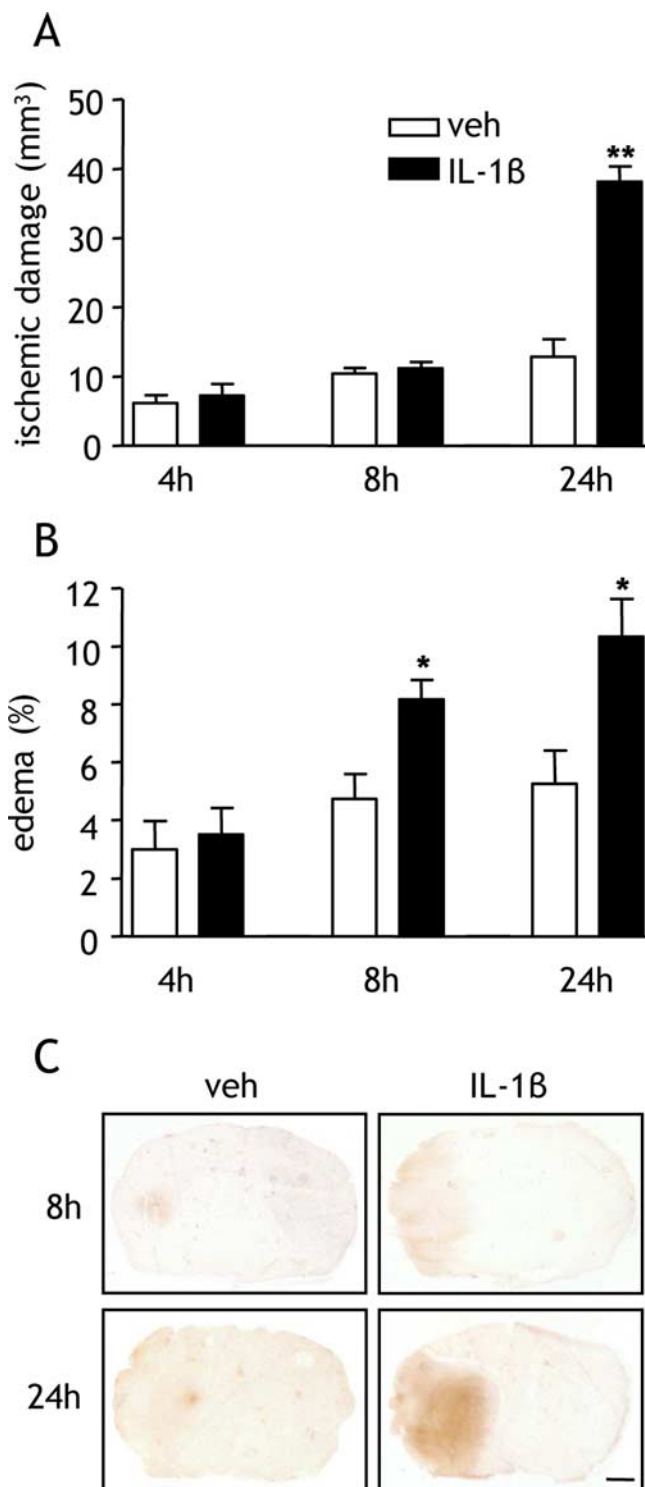 A
ischemic damage (mm³)
50
40
30
20
10
0
veh
IL-1ß
**
4h 8h 24h
B
edema (%)
12
10
8
6
4
2
0
*
*
4h 8h 24h
C
veh IL-1ß
8h
24h